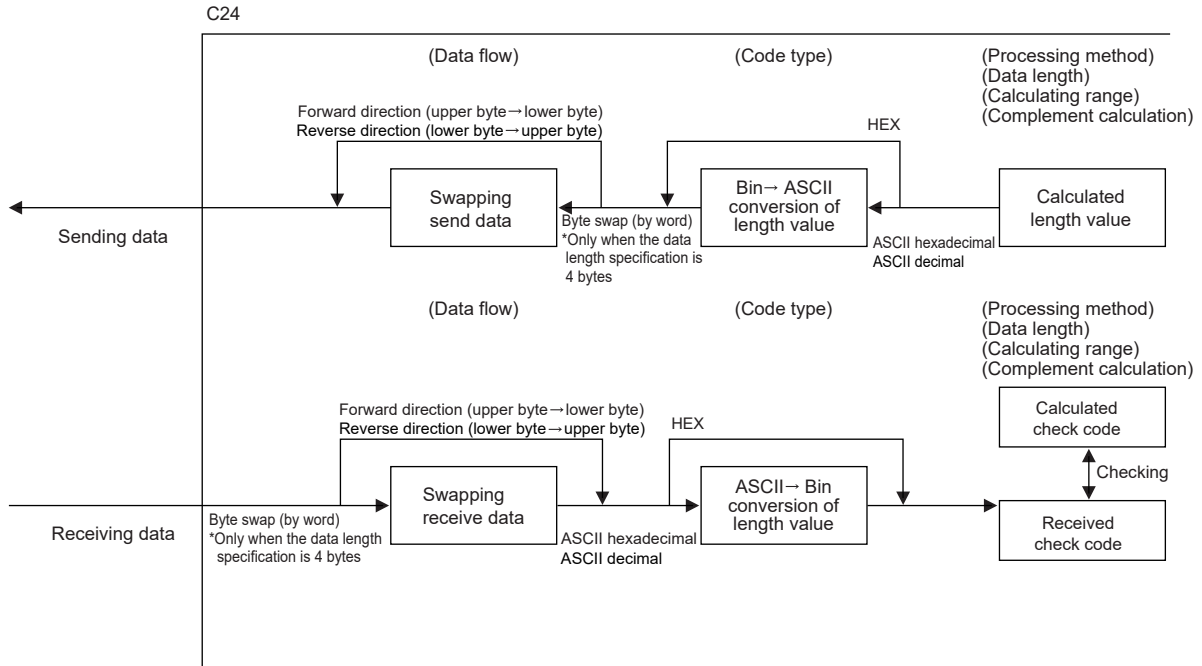 C24
(Data flow)
(Code type)
(Processing method)
(Data length)
(Calculating range)
(Complement calculation)
Forward direction (upper byte→lower byte)
Reverse direction (lower byte→upper byte)
HEX
Swapping
send data
Bin→ ASCII
conversion of
length value
Calculated
length value
Sending data
Byte swap (by word)
*Only when the data
length specification is
4 bytes
ASCII hexadecimal
ASCII decimal
(Data flow)
(Code type)
(Processing method)
(Data length)
(Calculating range)
(Complement calculation)
Forward direction (upper byte→lower byte)
Reverse direction (lower byte→upper byte)
HEX
Calculated
check code
Checking
Swapping
receive data
ASCII→ Bin
conversion of
length value
Received
check code
Receiving data
Byte swap (by word)
*Only when the data length
specification is 4 bytes
ASCII hexadecimal
ASCII decimal